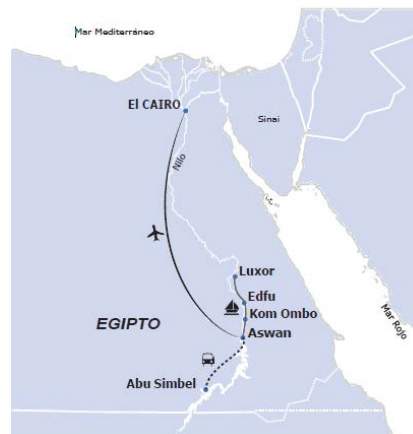 Mar Mediterráneo
El CAIRO
Sinai
Nilo
Luxor
Edfu
Kom Ombo
EGIPTO
Aswan
Mar Rojo
Abu Simbel